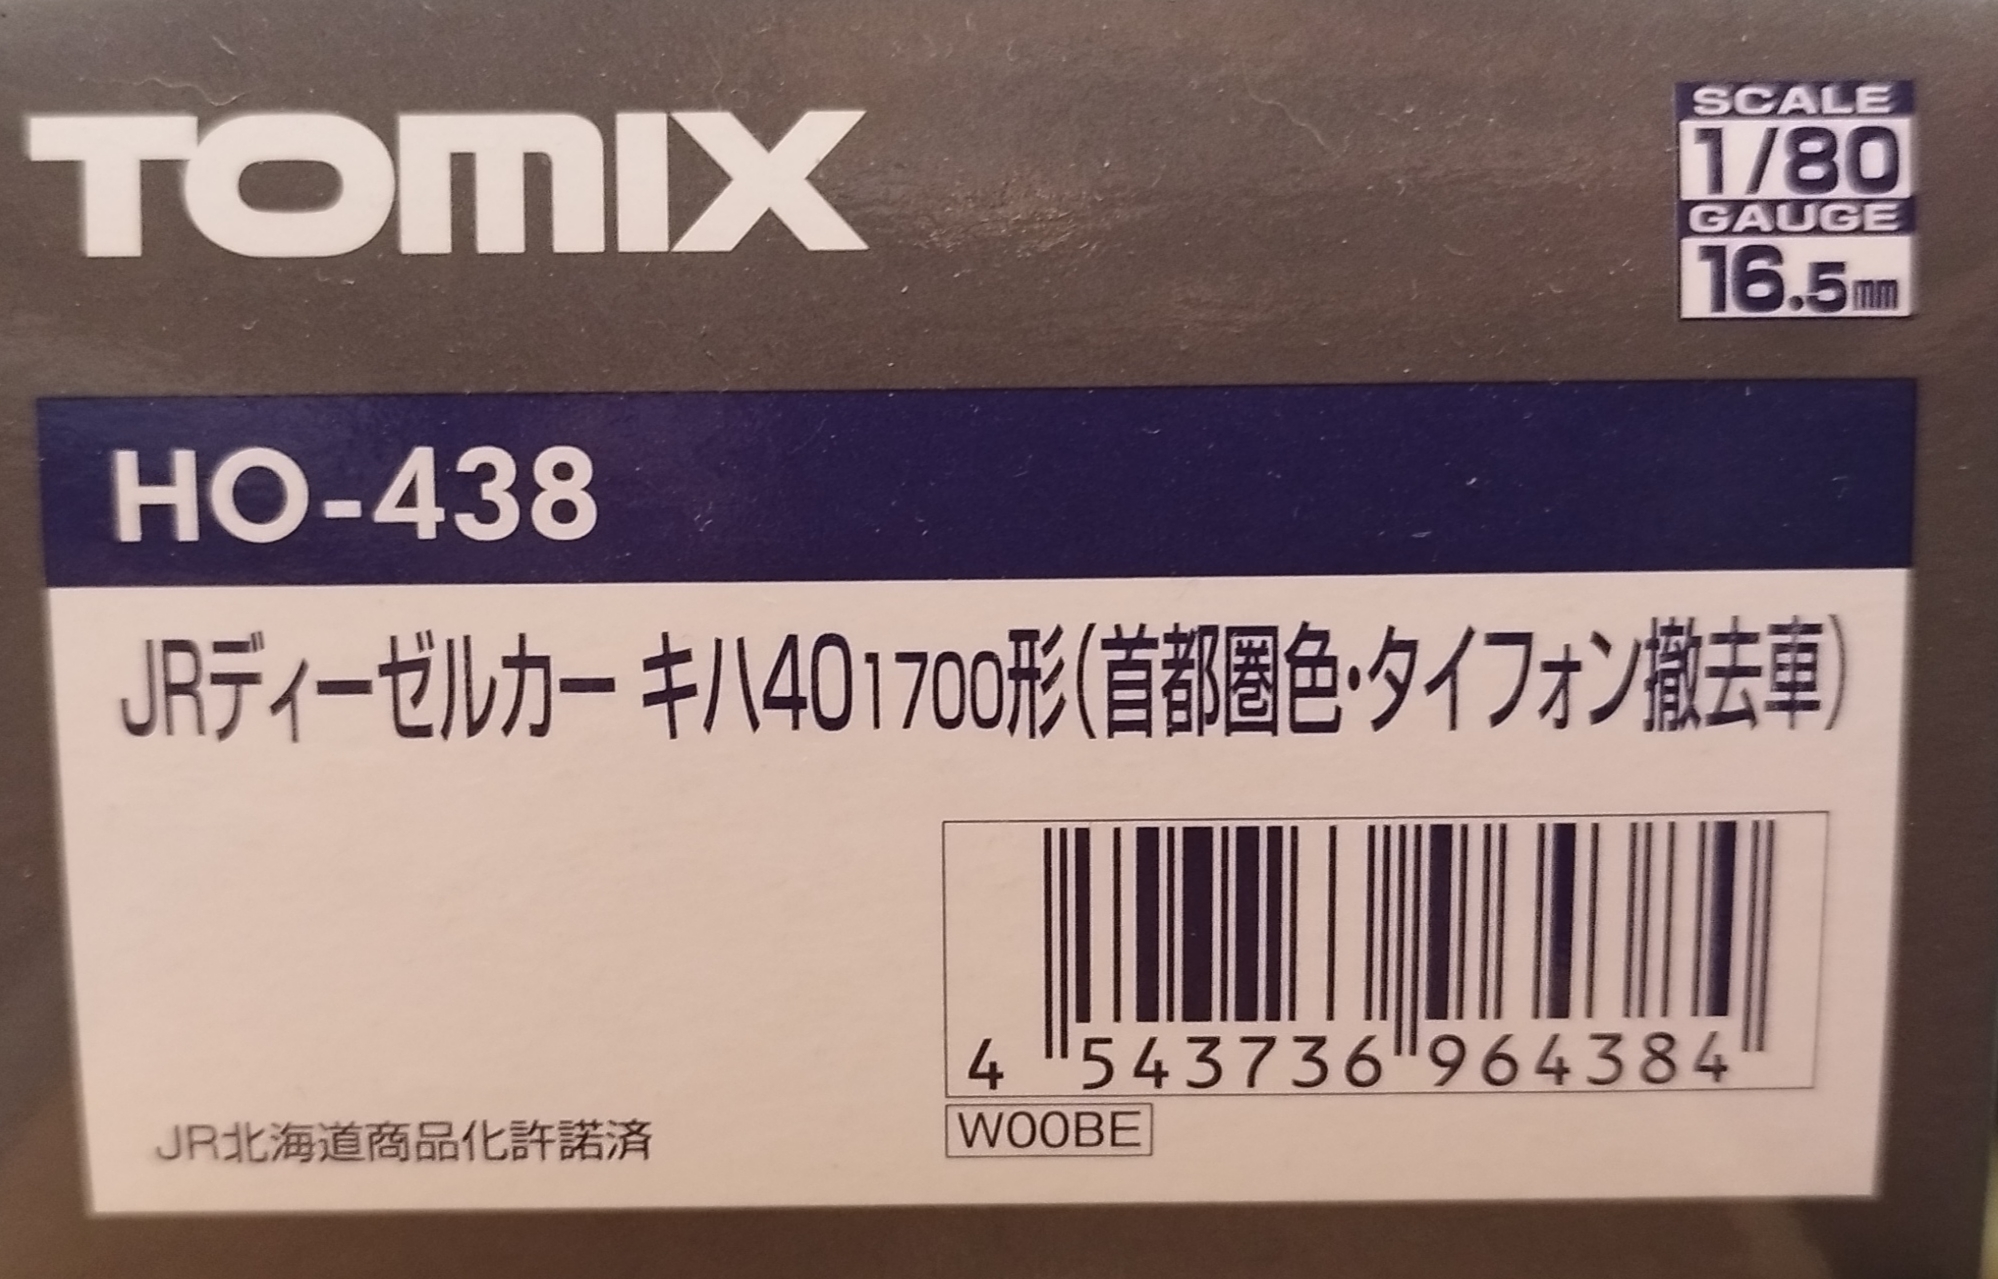 TOMIX
SCALE
1/80
GAUGE
16.5mm
HO-438
JRディーゼルカー キハ40 1700形(首都圏色・タイフォン撤去車)
4 543736 964384
W00BE
JR北海道商品化許諾済